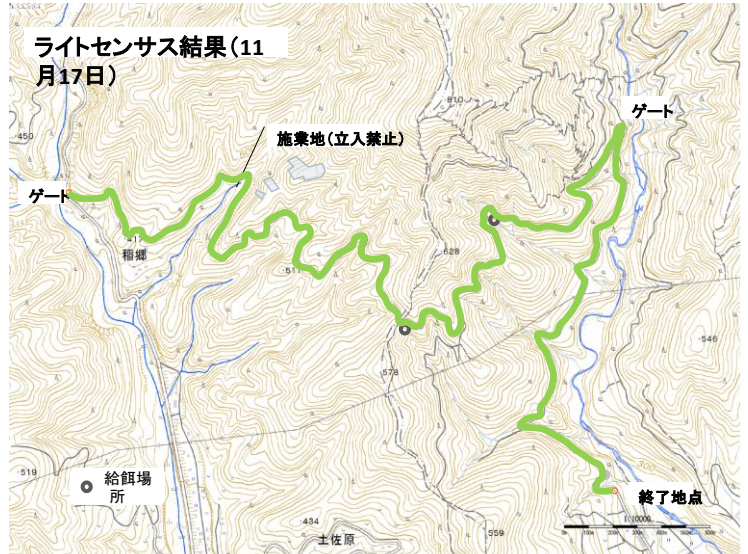 ライトセンサス結果(11
月17日)
810
ゲート
施業地(立入禁止)
450
ゲート
417
稲郷
628
511
546
578
519
給餌場
所
300
終了地点
1:10000
434
土佐原
559